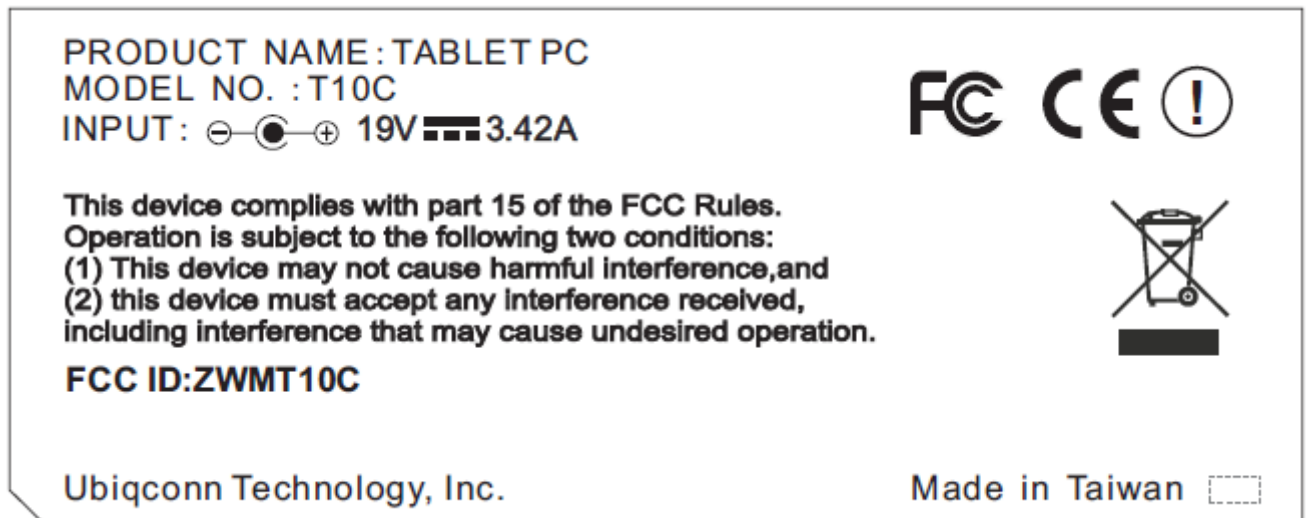 PRODUCT NAME: TABLET PC
MODEL NO. : T10C
INPUT: 19V 3.42A
FC CE !
This device complies with part 15 of the FCC Rules.
Operation is subject to the following two conditions:
(1) This device may not cause harmful interference,and
(2) this device must accept any interference received,
including interference that may cause undesired operation.
FCC ID:ZWMT10C
Ubiqconn Technology, Inc.
Made in Taiwan